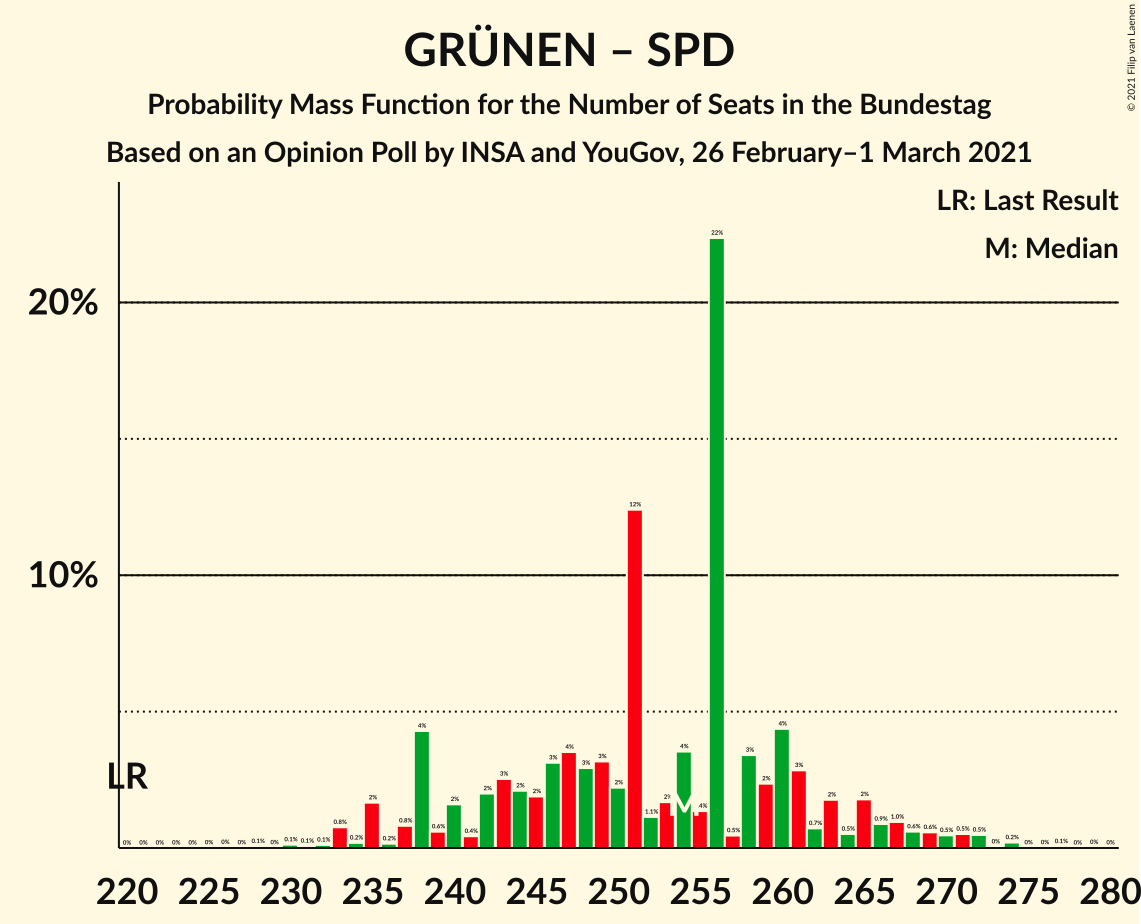 GRÜNEN – SPD
Probability Mass Function for the Number of Seats in the Bundestag
Based on an Opinion Poll by INSA and YouGov, 26 February–1 March 2021
© 2021 Filip van Laenen
LR: Last Result
M: Median
20%
10%
LR
0% 0% 0% 0% 0% 0% 0% 0% 0.1% 0% 0.1% 0.1% 0.1% 0.8% 0.2% 2% 0.2% 0.8% 4% 0.6% 2% 0.4% 2% 3% 2% 2% 3% 4% 3% 3% 2% 12% 1.1% 2% 4% 22% 0.5% 3% 2% 4% 3% 0.7% 2% 0.5% 2% 0.9% 1.0% 0.6% 0.6% 0.5% 0.5% 0.5% 0% 0.2% 0% 0% 0.1% 0% 0% 0%
M
220 225 230 235 240 245 250 255 260 265 270 275 280